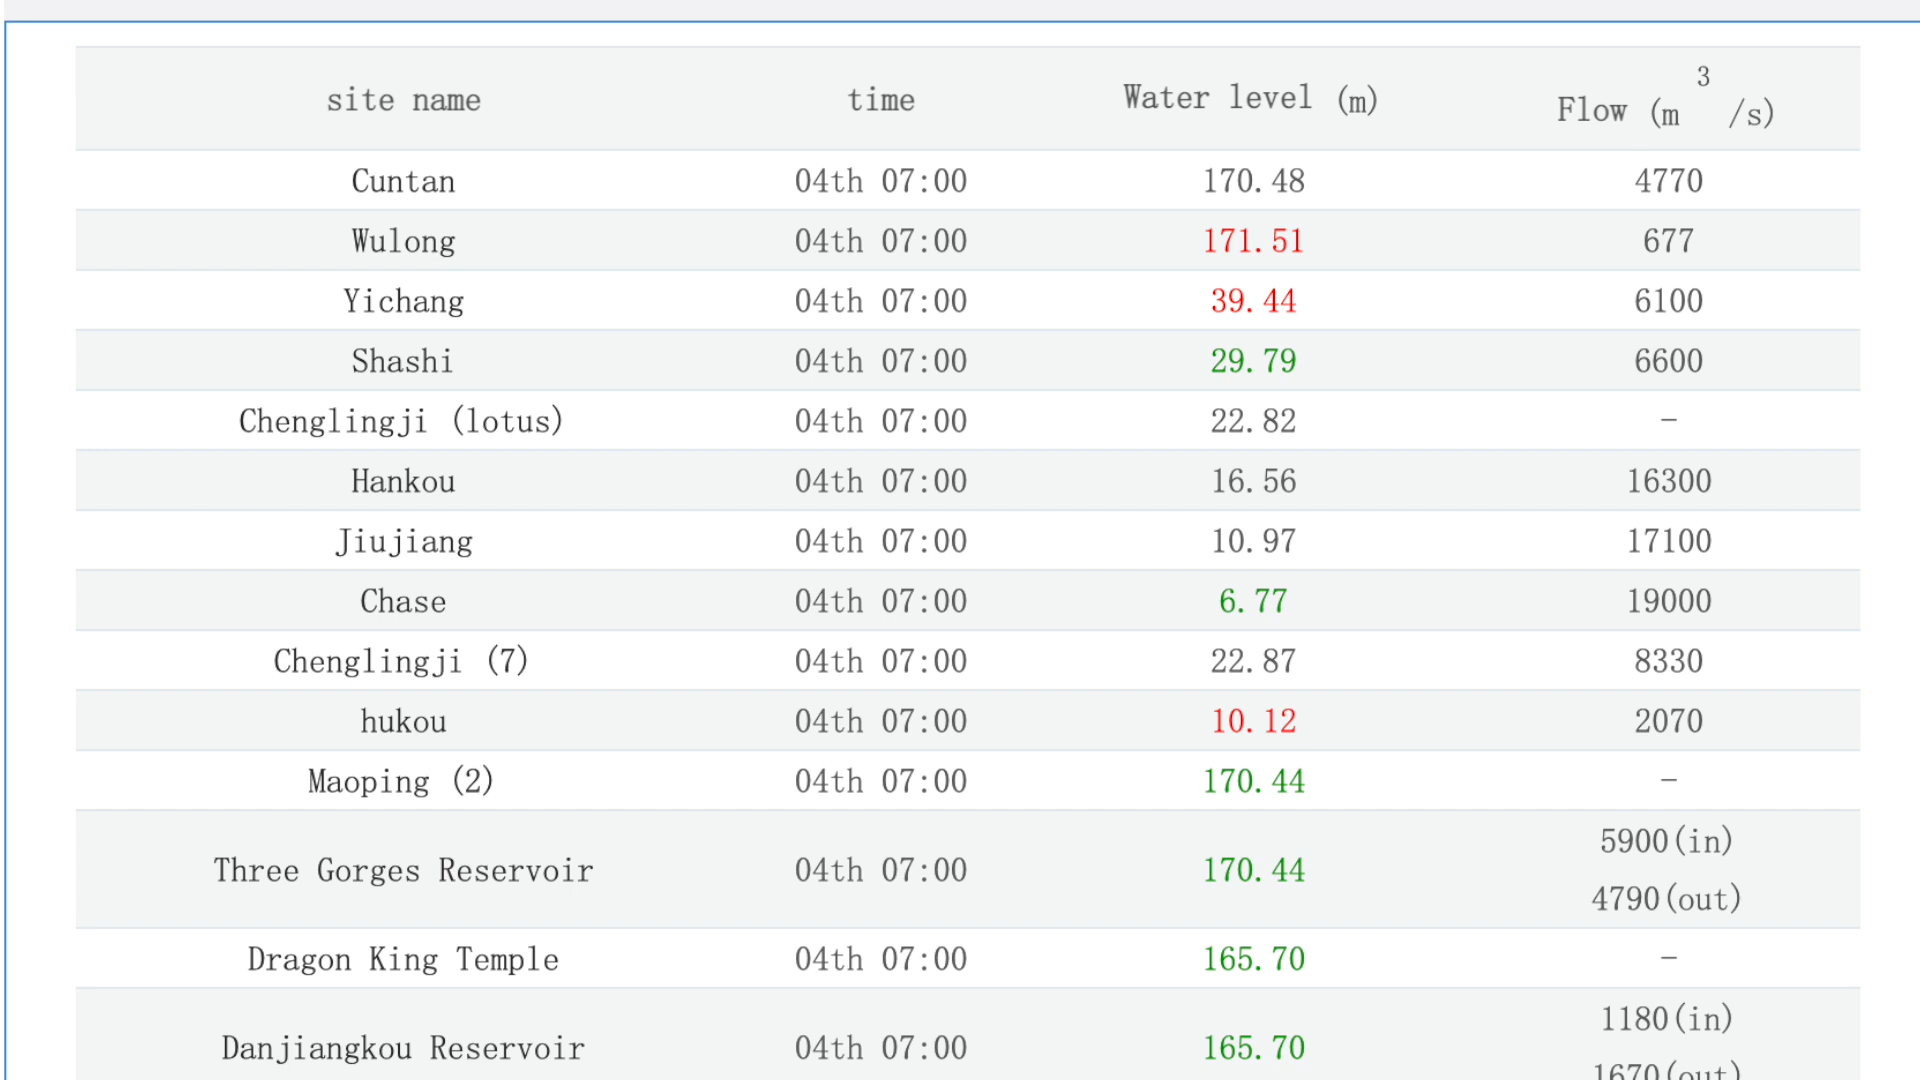 site name time Water level (m) Flow (m3/s)
Cuntan 04th 07:00 170.48 4770
Wulong 04th 07:00 171.51 677
Yichang 04th 07:00 39.44 6100
Shashi 04th 07:00 29.79 6600
Chenglingji (lotus) 04th 07:00 22.82 -
Hankou 04th 07:00 16.56 16300
Jiujiang 04th 07:00 10.97 17100
Chase 04th 07:00 6.77 19000
Chenglingji (7) 04th 07:00 22.87 8330
hukou 04th 07:00 10.12 2070
Maoping (2) 04th 07:00 170.44 -
Three Gorges Reservoir 04th 07:00 170.44 5900(in)
4790(out)
Dragon King Temple 04th 07:00 165.70 -
Danjiangkou Reservoir 04th 07:00 165.70 1180(in)
1670(out)